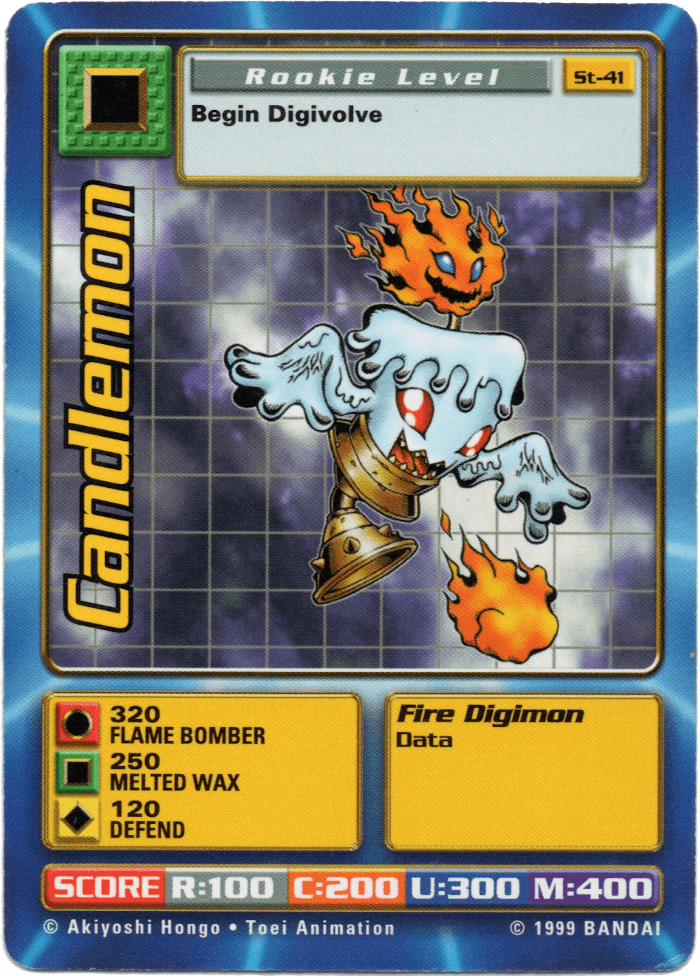 Rookie Level
St-41
Begin Digivolve
Candlemon
320
FLAME BOMBER
250
MELTED WAX
120
DEFEND
Fire Digimon
Data
SCORE R:100 C:200 U:300 M:400
© Akiyoshi Hongo • Toei Animation © 1999 BANDAI